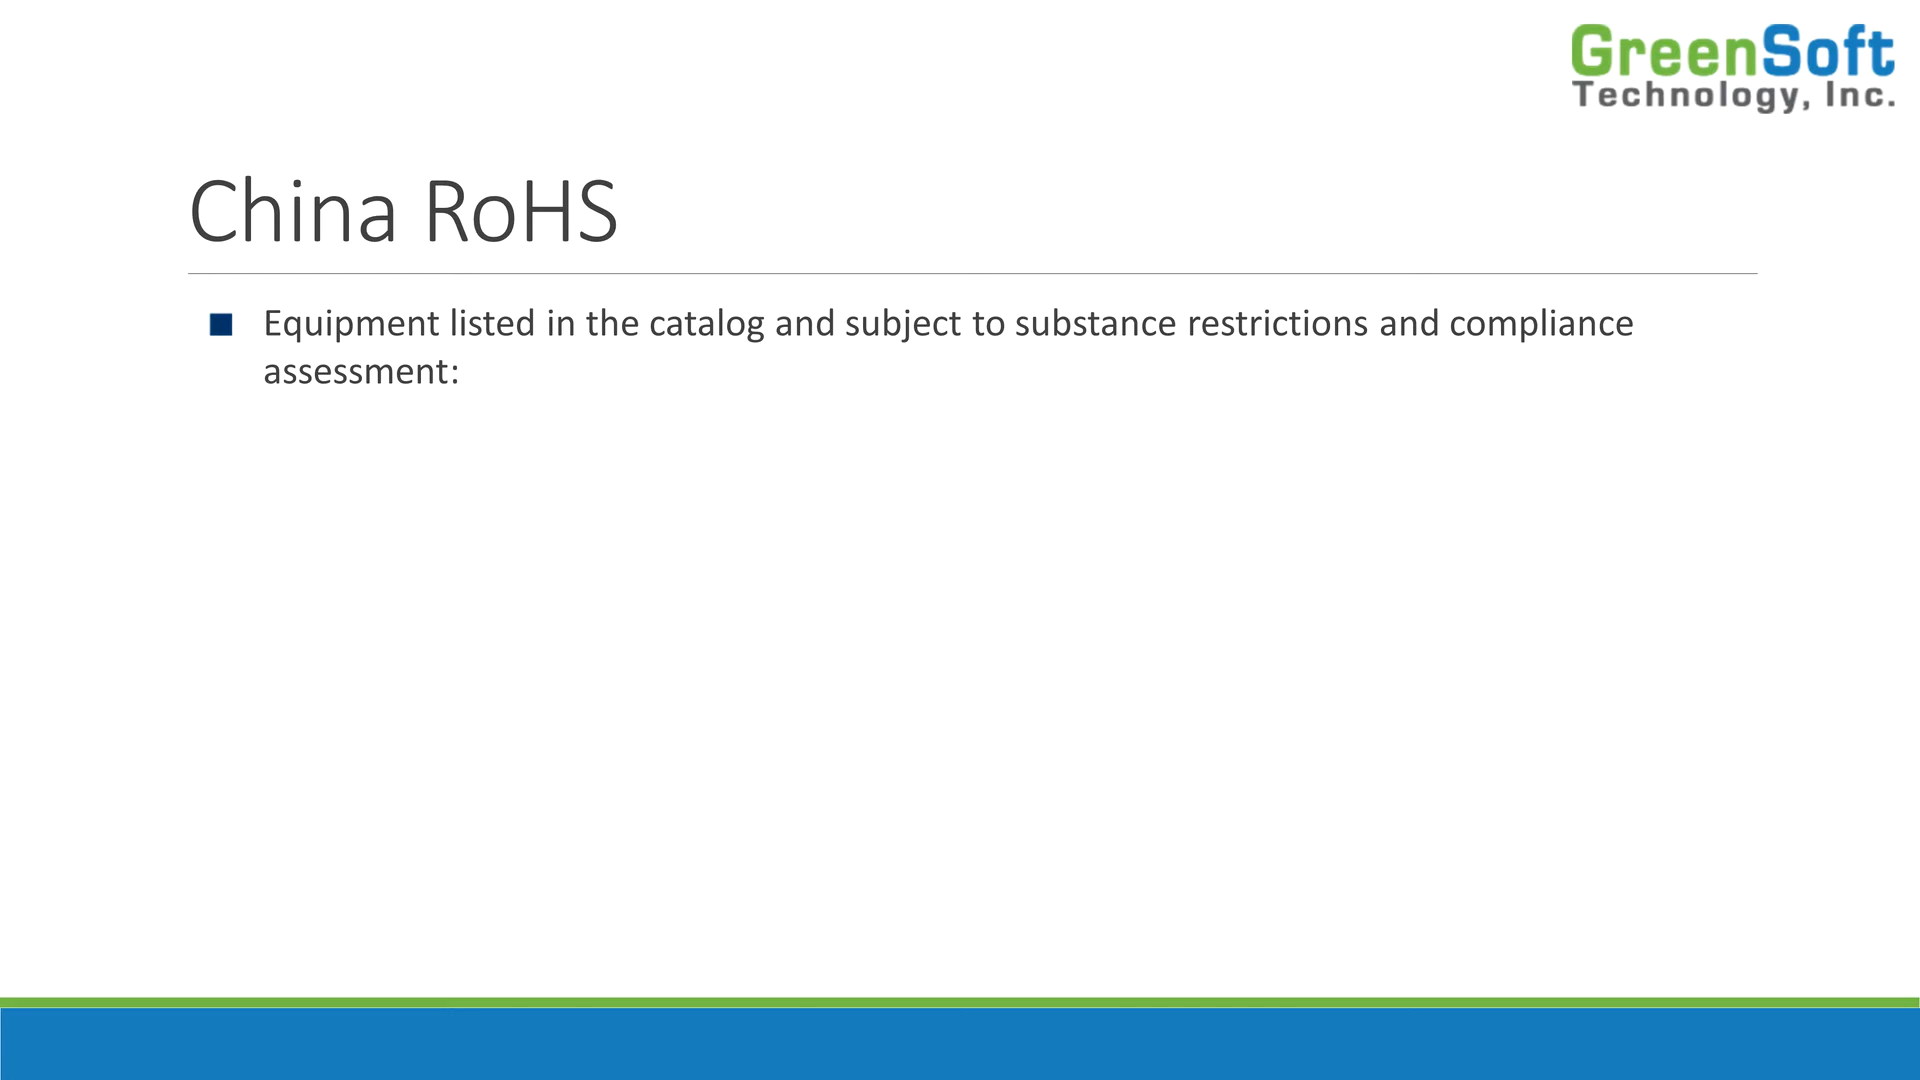 GreenSoft
Technology, Inc.
China RoHS
Equipment listed in the catalog and subject to substance restrictions and compliance
assessment: